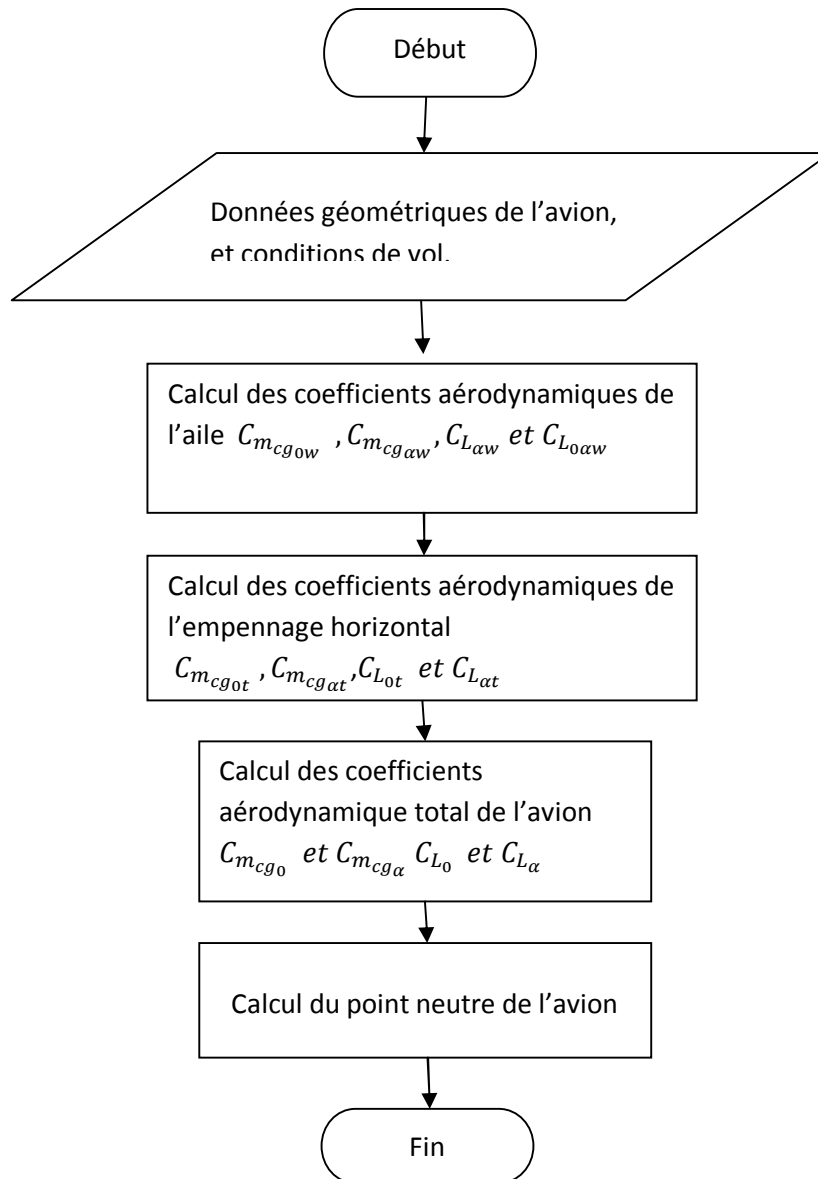 Début
Données géométriques de l’avion,
et conditions de vol.
Calcul des coefficients aérodynamiques de
l’aile $C_{m_{cg_{0w}}}$ , $C_{m_{cg_{αw}}}$, $C_{L_{αw}}$ et $C_{L_{0αw}}$
Calcul des coefficients aérodynamiques de
l’empennage horizontal
$C_{m_{cg_{0t}}}$ , $C_{m_{cg_{αt}}}$, $C_{L_{0t}}$ et $C_{L_{αt}}$
Calcul des coefficients
aérodynamique total de l’avion
$C_{m_{cg_0}}$ et $C_{m_{cg_α}}$ $C_{L_0}$ et $C_{L_α}$
Calcul du point neutre de l’avion
Fin